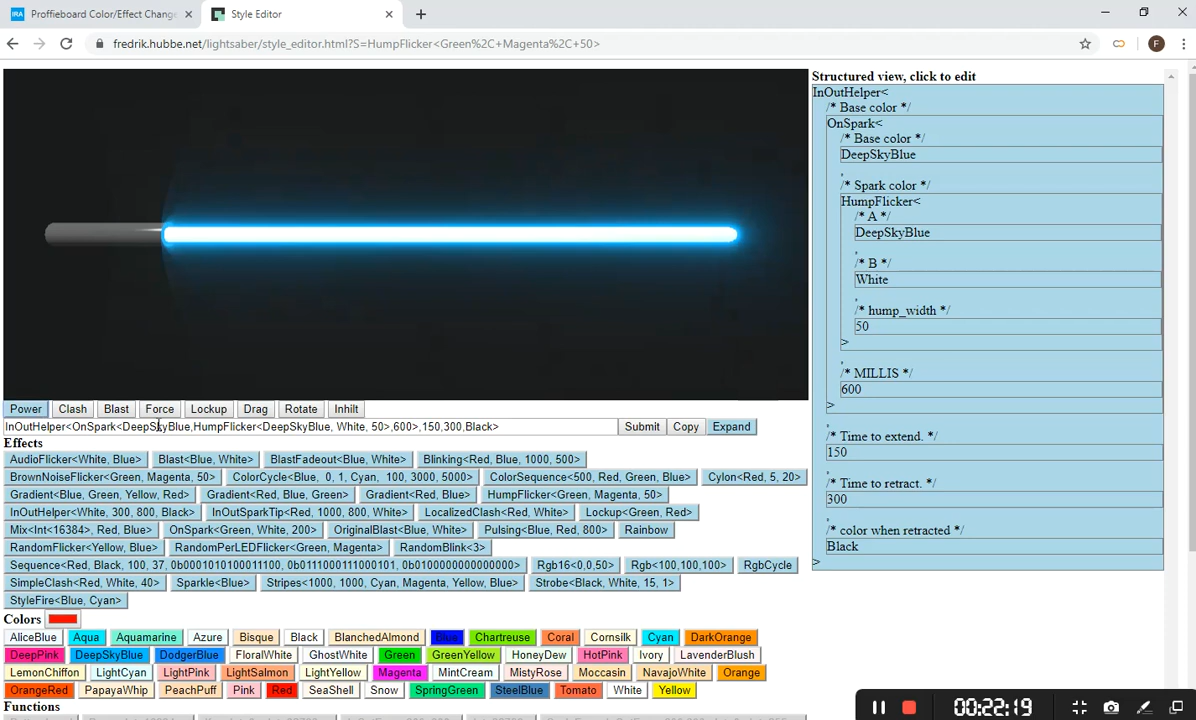 IRA Proffieboard Color/Effect Change × Style Editor × +
fredrik.hubbe.net/lightsaber/style_editor.html?S=HumpFlicker<Green%2C+Magenta%2C+50> F
Structured view, click to edit
InOutHelper<
/* Base color */
OnSpark<
/* Base color */
DeepSkyBlue
,
/* Spark color */
HumpFlicker<
/* A */
DeepSkyBlue
,
/* B */
White
,
/* hump_width */
50
>
,
/* MILLIS */
600
>
,
/* Time to extend. */
150
,
/* Time to retract. */
300
,
/* color when retracted */
Black
>
Power Clash Blast Force Lockup Drag Rotate Inhilt
InOutHelper<OnSpark<DeepSkyBlue,HumpFlicker<DeepSkyBlue, White, 50>,600>,150,300,Black> Submit Copy Expand
Effects
AudioFlicker<White, Blue> Blast<Blue, White> BlastFadeout<Blue, White> Blinking<Red, Blue, 1000, 500>
BrownNoiseFlicker<Green, Magenta, 50> ColorCycle<Blue, 0, 1, Cyan, 100, 3000, 5000> ColorSequence<500, Red, Green, Blue> Cylon<Red, 5, 20>
Gradient<Blue, Green, Yellow, Red> Gradient<Red, Blue, Green> Gradient<Red, Blue> HumpFlicker<Green, Magenta, 50>
InOutHelper<White, 300, 800, Black> InOutSparkTip<Red, 1000, 800, White> LocalizedClash<Red, White> Lockup<Green, Red>
Mix<Int<16384>, Red, Blue> OnSpark<Green, White, 200> OriginalBlast<Blue, White> Pulsing<Blue, Red, 800> Rainbow
RandomFlicker<Yellow, Blue> RandomPerLEDFlicker<Green, Magenta> RandomBlink<3>
Sequence<Red, Black, 100, 37, 0b0001010100011100, 0b0111000111000101, 0b0100000000000000> Rgb16<0,0,50> Rgb<100,100,100> RgbCycle
SimpleClash<Red, White, 40> Sparkle<Blue> Stripes<1000, 1000, Cyan, Magenta, Yellow, Blue> Strobe<Black, White, 15, 1>
StyleFire<Blue, Cyan>
Colors
AliceBlue Aqua Aquamarine Azure Bisque Black BlanchedAlmond Blue Chartreuse Coral Cornsilk Cyan DarkOrange
DeepPink DeepSkyBlue DodgerBlue FloralWhite GhostWhite Green GreenYellow HoneyDew HotPink Ivory LavenderBlush
LemonChiffon LightCyan LightPink LightSalmon LightYellow Magenta MintCream MistyRose Moccasin NavajoWhite Orange
OrangeRed PapayaWhip PeachPuff Pink Red SeaShell Snow SpringGreen SteelBlue Tomato White Yellow
Functions
00:22:19